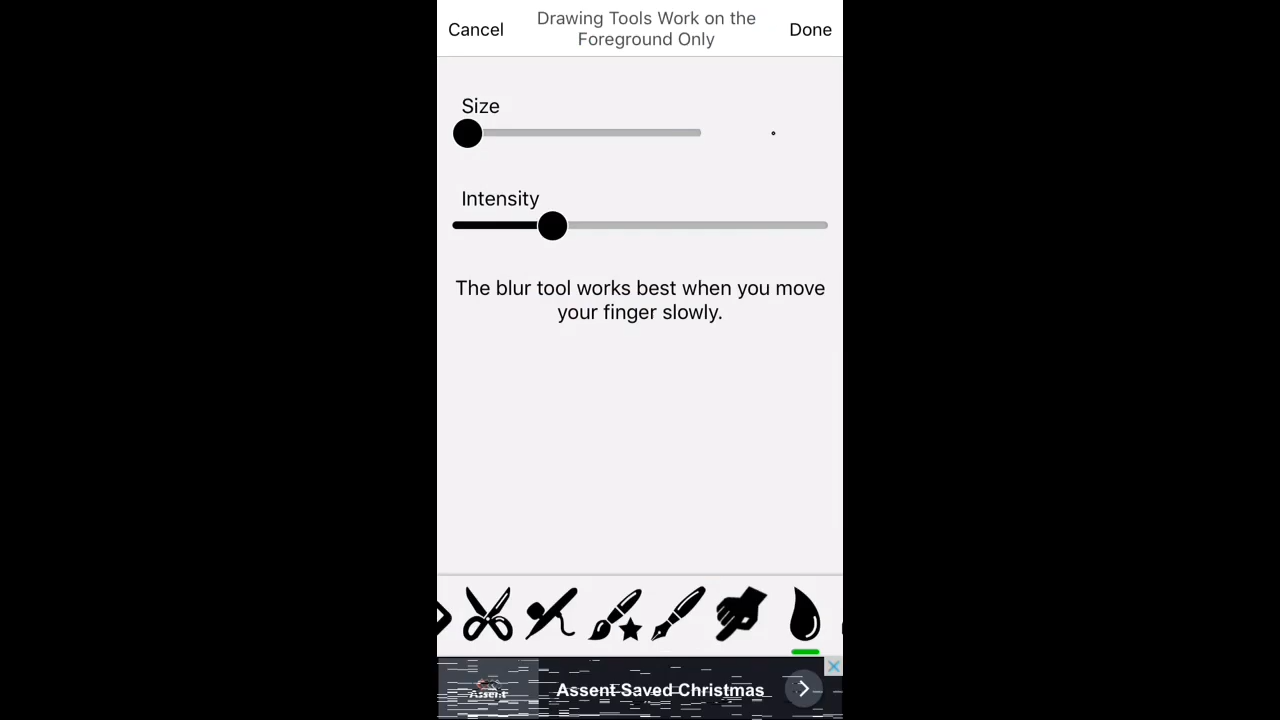 Cancel
Drawing Tools Work on the
Foreground Only
Done
Size
Intensity
The blur tool works best when you move
your finger slowly.
Assent
Assent Saved Christmas